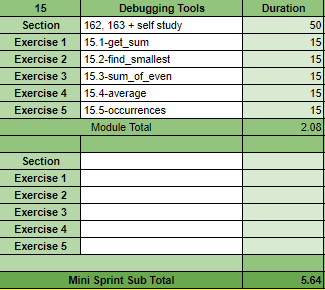 15 Debugging Tools Duration
Section 162, 163 + self study 50
Exercise 1 15.1-get_sum 15
Exercise 2 15.2-find_smallest 15
Exercise 3 15.3-sum_of_even 15
Exercise 4 15.4-average 15
Exercise 5 15.5-occurrences 15
Module Total 2.08
Section
Exercise 1
Exercise 2
Exercise 3
Exercise 4
Exercise 5
Mini Sprint Sub Total 5.64